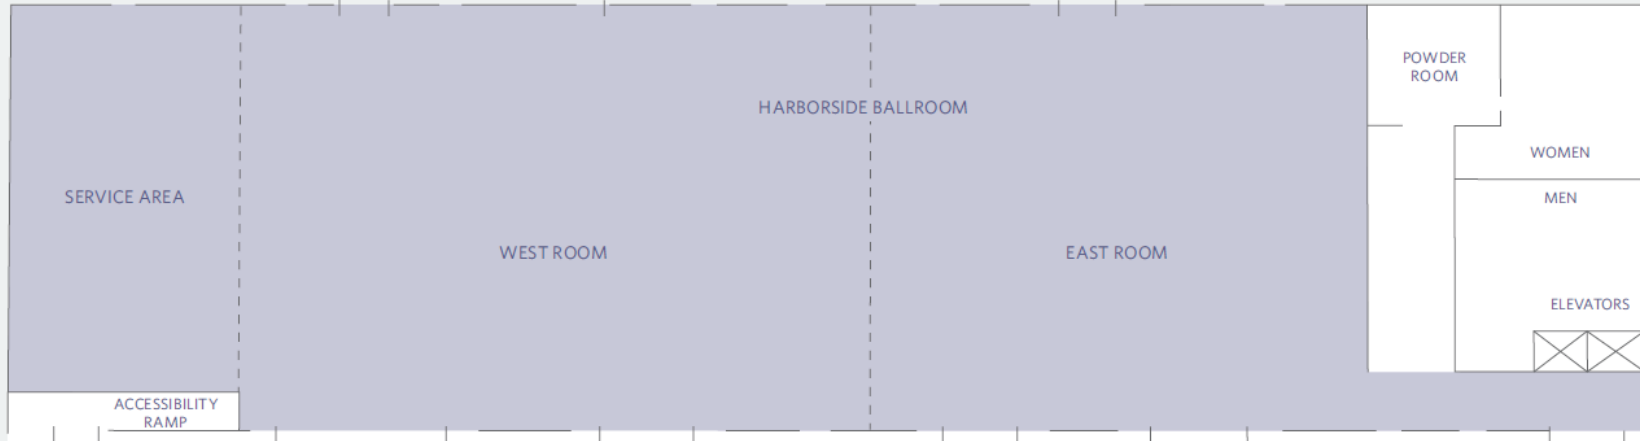 POWDER
ROOM
HARBORSIDE BALLROOM
WOMEN
SERVICE AREA
MEN
WEST ROOM
EAST ROOM
ELEVATORS
ACCESSIBILITY
RAMP